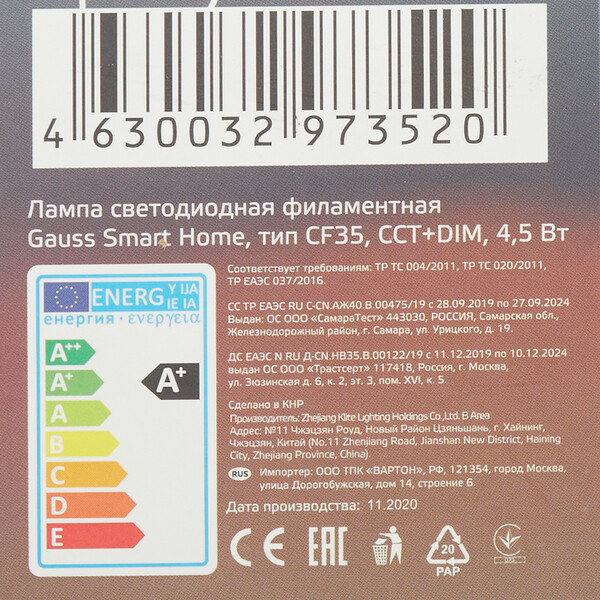 4 630032 973520
Лампа светодиодная филаментная
Gauss Smart Home, тип CF35, CCT+DIM, 4,5 Вт
Соответствует требованиям: ТР ТС 004/2011, ТР ТС 020/2011,
ТР ЕАЭС 037/2016.
СС ТР ЕАЭС RU C-CN.АЖ40.В.00475/19 с 28.09.2019 по 27.09.2024
Выдан: ОС ООО «СамараТест» 443030, РОССИЯ, Самарская обл.,
Железнодорожный район, г. Самара, ул. Урицкого, д. 19.
ДС ЕАЭС N RU Д-CN.НВ35.В.00122/19 с 11.12.2019 по 10.12.2024
Выдан: ОС ООО «Трастсерт» 117418, Россия, г. Москва,
ул. Зюзинская д. 6, к. 2, эт. 3, пом. XVI, к. 5.
Сделано в КНР
Производитель: Zhejiang Klite Lighting Holdings Co.,Ltd. B Area
Адрес: №11 Чжэцзян Роуд, Новый Район Цзяньшань, г. Хайнинг,
Чжэцзян, Китай (No.11 Zhenjiang Road, Jianshan New District, Haining
City, Zhejiang Province, China).
RUS Импортер: ООО ТПК «ВАРТОН», РФ, 121354, город Москва,
улица Дорогобужская, дом 14, строение 6.
Дата производства: 11.2020
ENERG Y IJA
IE IA
енергия · ενεργεια
A++
A+
A
B
C
D
E
A+
CE
EAC
20
PAP